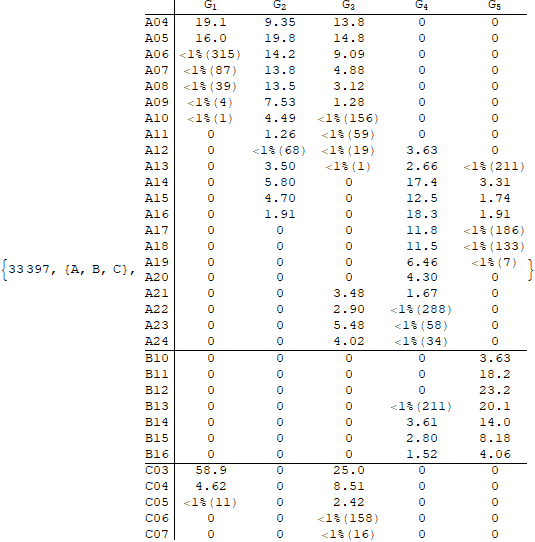 G₁ G₂ G₃ G₄ G₅
A04 19.1 9.35 13.8 0 0
A05 16.0 19.8 14.8 0 0
A06 <1%(315) 14.2 9.09 0 0
A07 <1%(87) 13.8 4.88 0 0
A08 <1%(39) 13.5 3.12 0 0
A09 <1%(4) 7.53 1.28 0 0
A10 <1%(1) 4.49 <1%(156) 0 0
A11 0 1.26 <1%(59) 0 0
A12 0 <1%(68) <1%(19) 3.63 0
A13 0 3.50 <1%(1) 2.66 <1%(211)
A14 0 5.80 0 17.4 3.31
A15 0 4.70 0 12.5 1.74
A16 0 1.91 0 18.3 1.91
A17 0 0 0 11.8 <1%(186)
A18 0 0 0 11.5 <1%(133)
{33397, {A, B, C}, A19 0 0 0 6.46 <1%(7) }
A20 0 0 0 4.30 0
A21 0 0 3.48 1.67 0
A22 0 0 2.90 <1%(288) 0
A23 0 0 5.48 <1%(58) 0
A24 0 0 4.02 <1%(34) 0
B10 0 0 0 0 3.63
B11 0 0 0 0 18.2
B12 0 0 0 0 23.2
B13 0 0 0 <1%(211) 20.1
B14 0 0 0 3.61 14.0
B15 0 0 0 2.80 8.18
B16 0 0 0 1.52 4.06
C03 58.9 0 25.0 0 0
C04 4.62 0 8.51 0 0
C05 <1%(11) 0 2.42 0 0
C06 0 0 <1%(158) 0 0
C07 0 0 <1%(16) 0 0